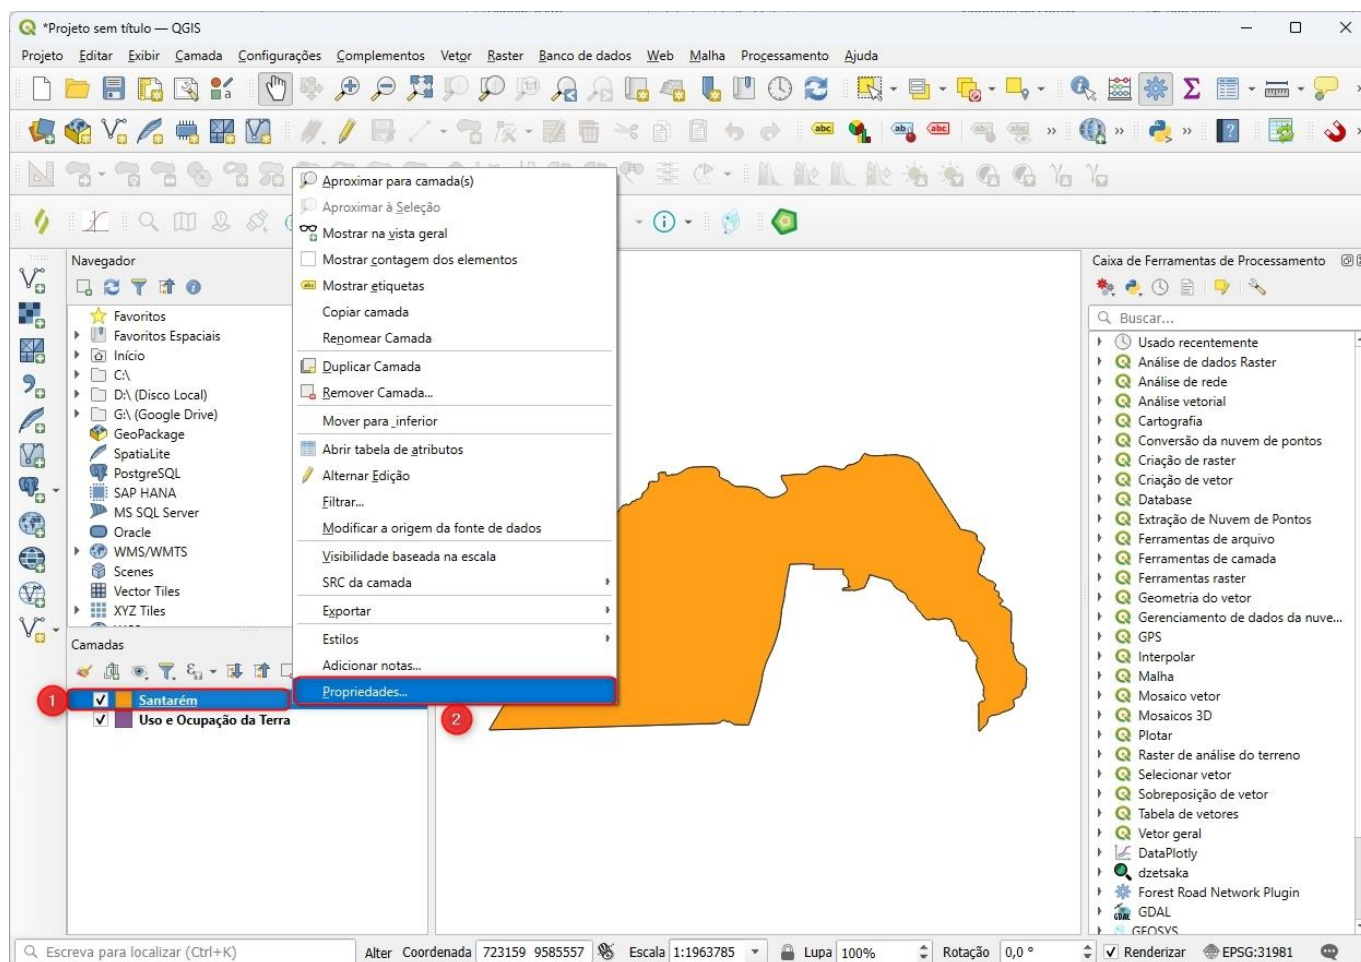 *Projeto sem título — QGIS
Projeto Editar Exibir Camada Configurações Complementos Vetor Raster Banco de dados Web Malha Processamento Ajuda
abc
abc
abc
Aproximar para camada(s)
Aproximar à Seleção
Mostrar na vista geral
Mostrar contagem dos elementos
Mostrar etiquetas
Copiar camada
Renomear Camada
Duplicar Camada
Remover Camada...
Mover para _inferior
Abrir tabela de atributos
Alternar Edição
Filtrar...
Modificar a origem da fonte de dados
Visibilidade baseada na escala
SRC da camada
Exportar
Estilos
Adicionar notas...
Propriedades...
2
Navegador
Favoritos
Favoritos Espaciais
Início
C:\
D:\ (Disco Local)
G:\ (Google Drive)
GeoPackage
SpatiaLite
PostgreSQL
SAP HANA
MS SQL Server
Oracle
WMS/WMTS
Scenes
Vector Tiles
XYZ Tiles
Camadas
1
Santarém
Uso e Ocupação da Terra
Caixa de Ferramentas de Processamento
Buscar...
Usado recentemente
Análise de dados Raster
Análise de rede
Análise vetorial
Cartografia
Conversão da nuvem de pontos
Criação de raster
Criação de vetor
Database
Extração de Nuvem de Pontos
Ferramentas de arquivo
Ferramentas de camada
Ferramentas raster
Geometria do vetor
Gerenciamento de dados da nuve...
GPS
Interpolar
Malha
Mosaico vetor
Mosaicos 3D
Plotar
Raster de análise do terreno
Selecionar vetor
Sobreposição de vetor
Tabela de vetores
Vetor geral
DataPlotly
dzetsaka
Forest Road Network Plugin
GDAL
GEOSYS
Escreva para localizar (Ctrl+K) Alter Coordenada 723159 9585557 Escala 1:1963785 Lupa 100% Rotação 0,0 ° Renderizar EPSG:31981